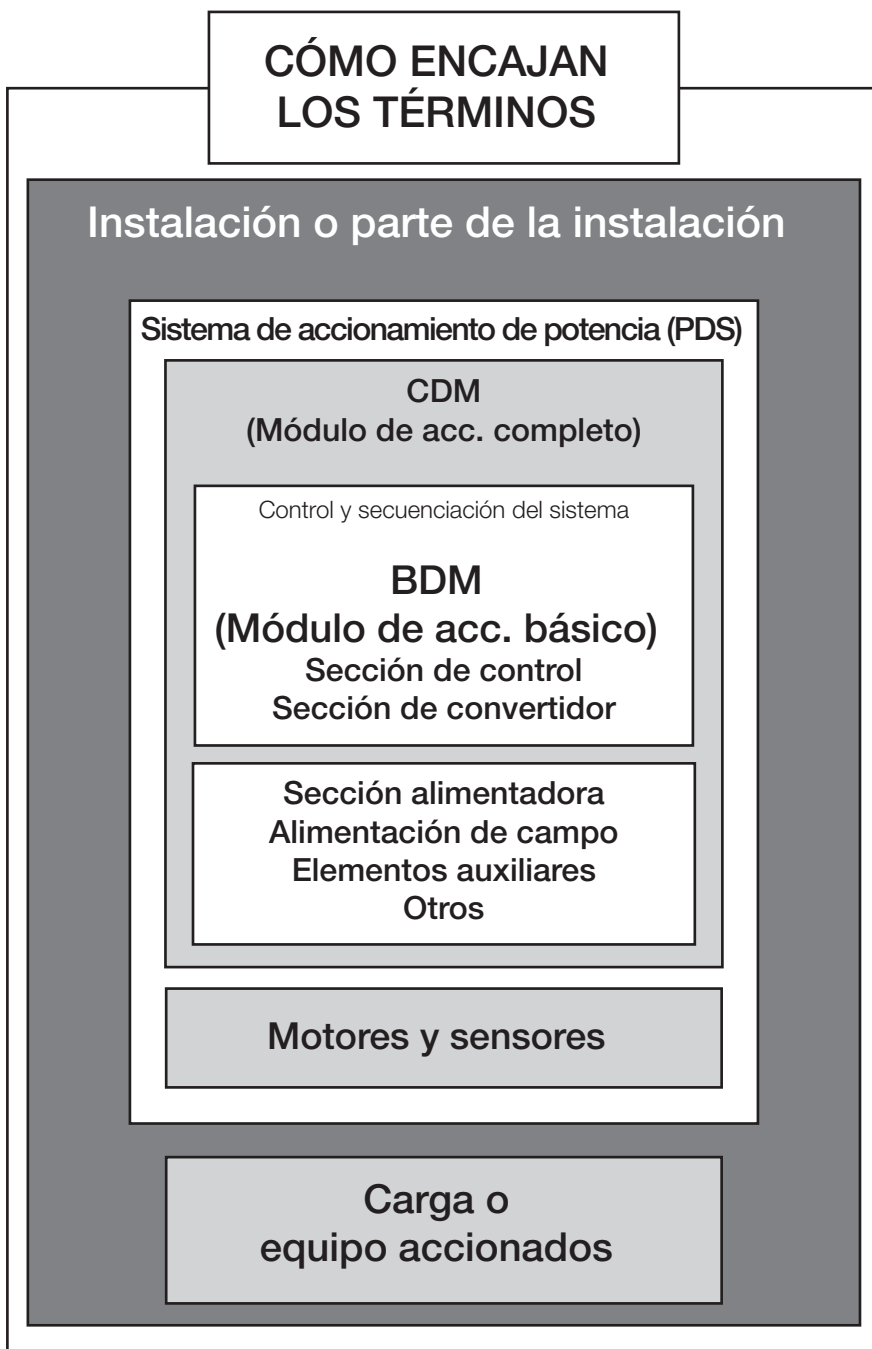 CÓMO ENCAJAN
LOS TÉRMINOS
Instalación o parte de la instalación
Sistema de accionamiento de potencia (PDS)
CDM
(Módulo de acc. completo)
Control y secuenciación del sistema
BDM
(Módulo de acc. básico)
Sección de control
Sección de convertidor
Sección alimentadora
Alimentación de campo
Elementos auxiliares
Otros
Motores y sensores
Carga o
equipo accionados